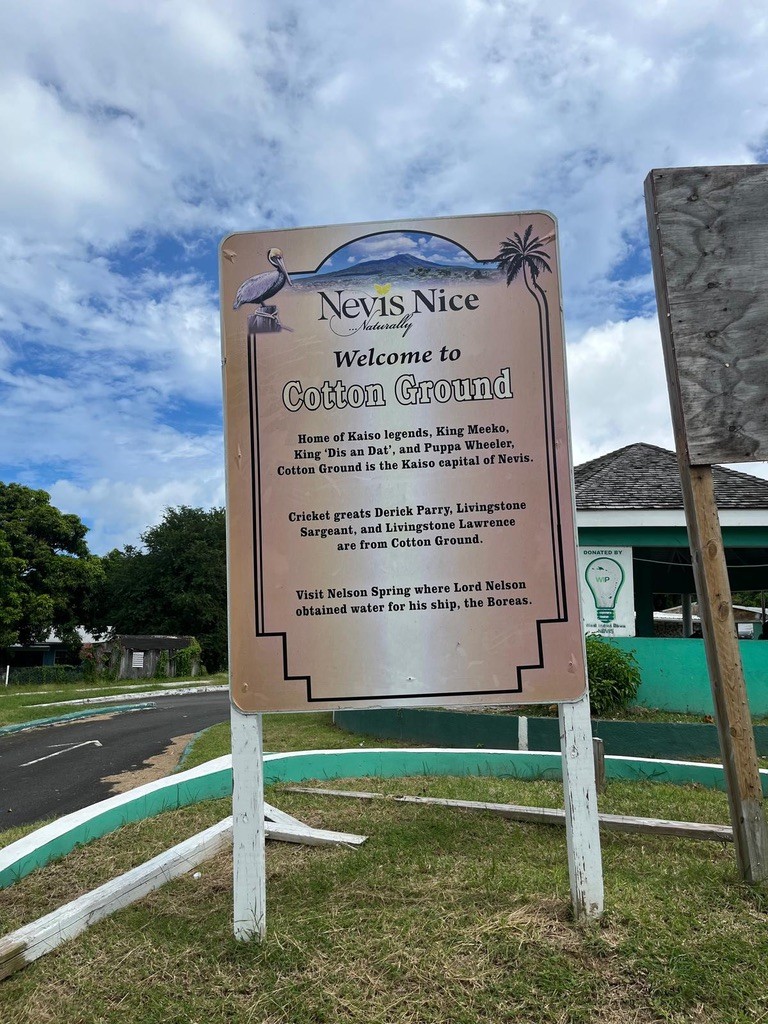 Nevis Nice
...Naturally
Welcome to
Cotton Ground
Home of Kaiso legends, King Meeko,
King 'Dis an Dat', and Puppa Wheeler,
Cotton Ground is the Kaiso capital of Nevis.
Cricket greats Derick Parry, Livingstone
Sargeant, and Livingstone Lawrence
are from Cotton Ground.
Visit Nelson Spring where Lord Nelson
obtained water for his ship, the Boreas.
DONATED BY
WIP
NEVIS